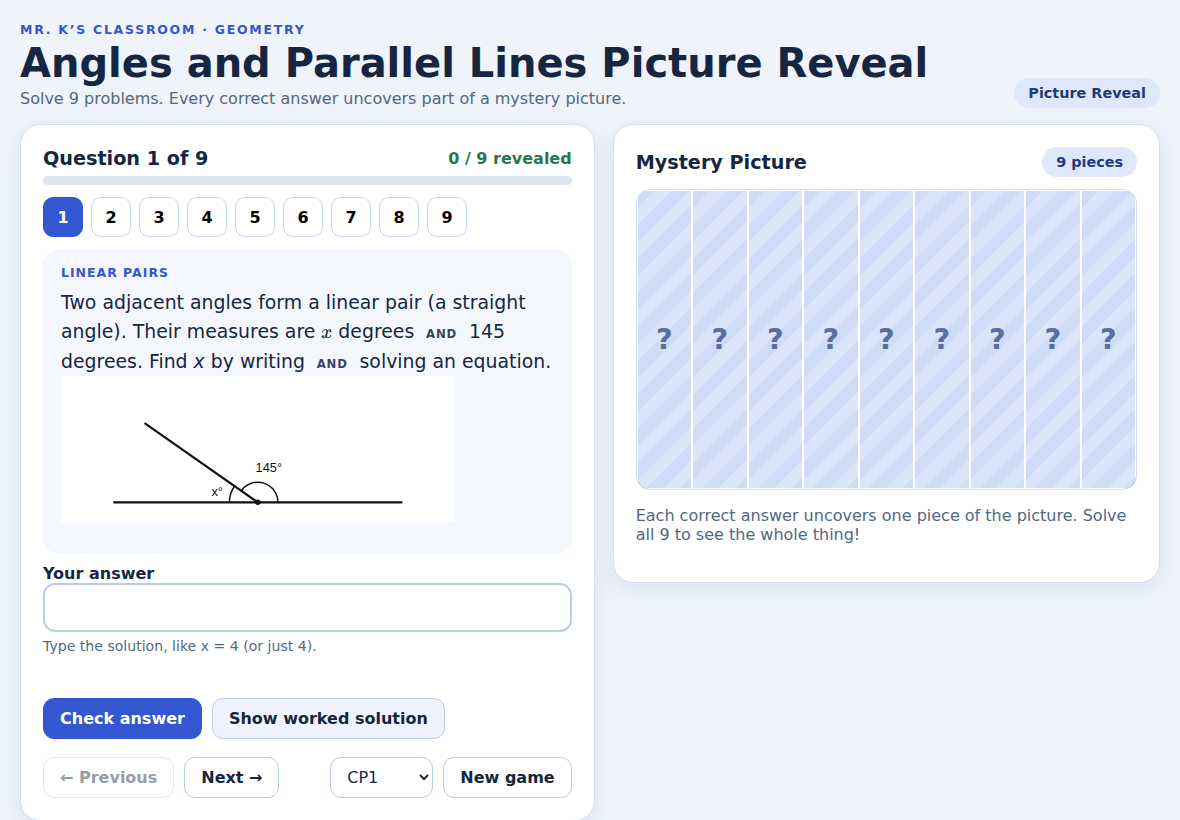 MR. K’S CLASSROOM · GEOMETRY
Angles and Parallel Lines Picture Reveal
Solve 9 problems. Every correct answer uncovers part of a mystery picture.
Picture Reveal
Question 1 of 9
0 / 9 revealed
1 2 3 4 5 6 7 8 9
LINEAR PAIRS
Two adjacent angles form a linear pair (a straight
angle). Their measures are x degrees AND 145
degrees. Find x by writing AND solving an equation.
145°
x°
Your answer
Type the solution, like x = 4 (or just 4).
Check answer
Show worked solution
← Previous
Next →
CP1
New game
Mystery Picture
9 pieces
? ? ? ? ? ? ? ? ?
Each correct answer uncovers one piece of the picture. Solve
all 9 to see the whole thing!